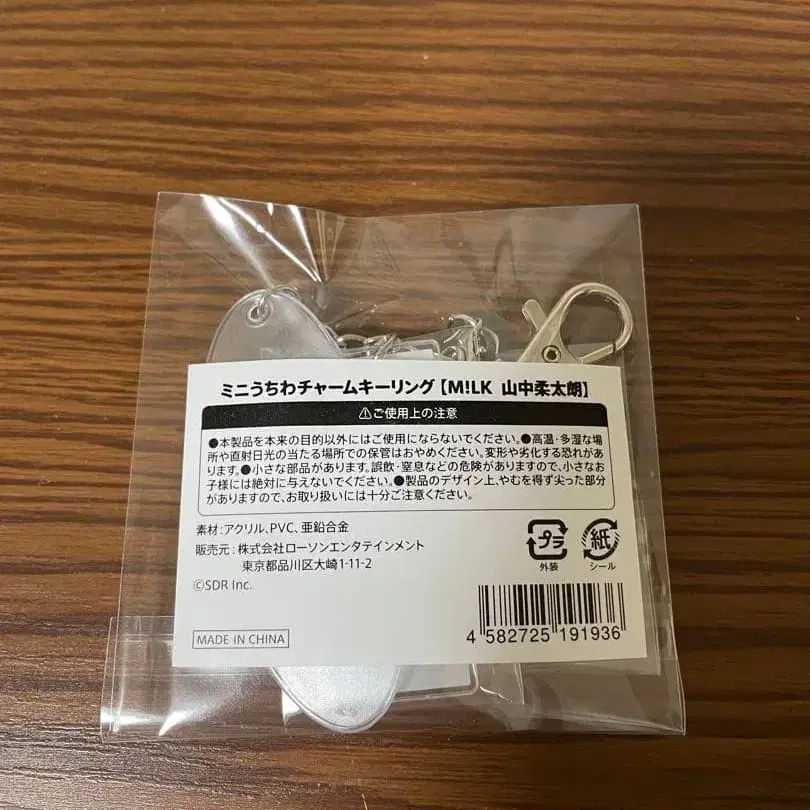 ミニうちわチャームキーリング【M!LK 山中柔太朗】
⚠ご使用上の注意
●本製品を本来の目的以外にはご使用にならないでください。●高温・多湿な場
所や直射日光の当たる場所での保管はおやめください。変形や劣化する恐れがあ
ります。●小さな部品があります。誤飲・窒息などの危険がありますので、小さなお
子様には絶対に与えないでください。●製品のデザイン上、やむを得ず尖った部分
がありますので、お取り扱いには十分ご注意ください。
素材:アクリル、PVC、亜鉛合金
販売元:株式会社ローソンエンタテインメント
東京都品川区大崎1-11-2
©SDR Inc.
プラ
外装
紙
シール
MADE IN CHINA
4 582725 191936